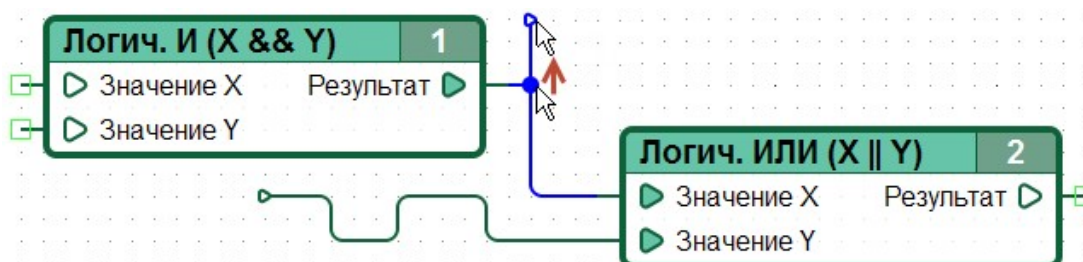 Логич. И (X && Y) 1
Значение X Результат
Значение Y
Логич. ИЛИ (X || Y) 2
Значение X Результат
Значение Y